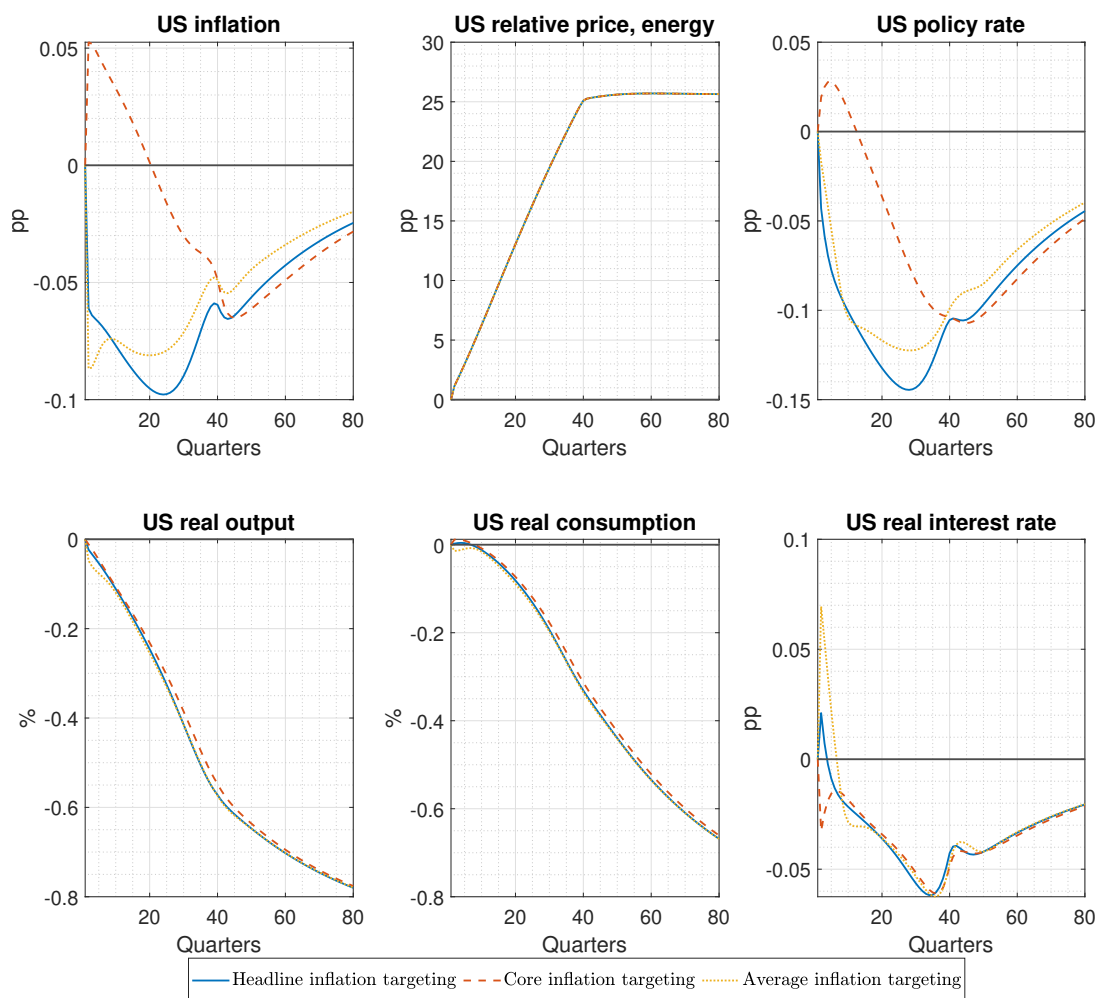 US inflation
US relative price, energy
US policy rate
0.05
0
-0.05
-0.1
pp
20
40
60
80
Quarters
30
25
20
15
10
5
0
pp
20
40
60
80
Quarters
0.05
0
-0.05
-0.1
-0.15
pp
20
40
60
80
Quarters
US real output
US real consumption
US real interest rate
0
-0.2
-0.4
-0.6
-0.8
%
20
40
60
80
Quarters
0
-0.2
-0.4
-0.6
-0.8
%
20
40
60
80
Quarters
0.1
0.05
0
-0.05
pp
20
40
60
80
Quarters
Headline inflation targeting
Core inflation targeting
Average inflation targeting